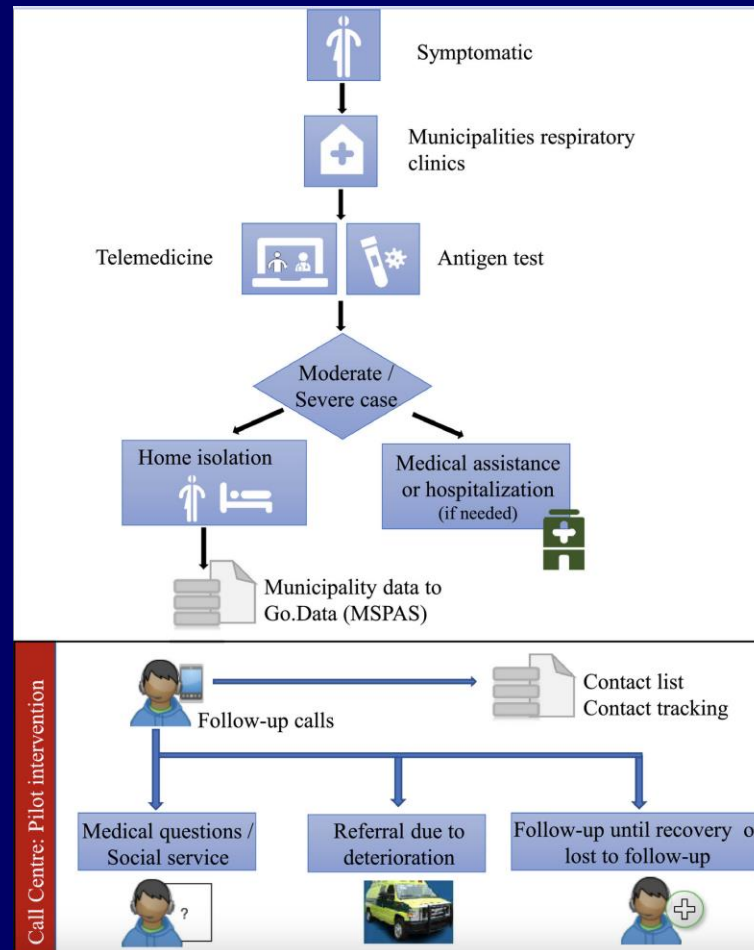 Symptomatic
Municipalities respiratory
clinics
Telemedicine
Antigen test
Moderate /
Severe case
Home isolation
Medical assistance
or hospitalization
(if needed)
Municipality data to
Go.Data (MSPAS)
Call Centre: Pilot intervention
Follow-up calls
Contact list
Contact tracking
Medical questions /
Social service
?
Referral due to
deterioration
Follow-up until recovery o
lost to follow-up